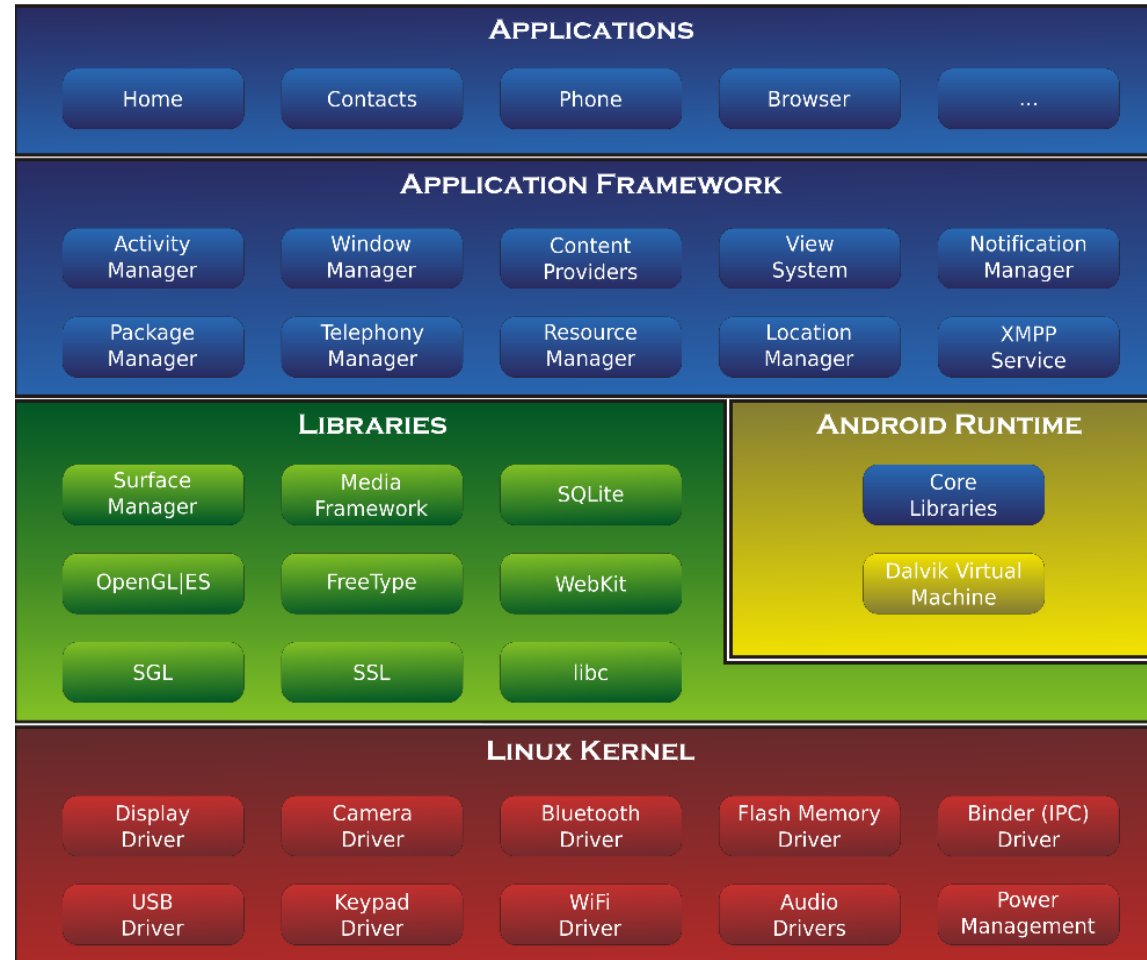 APPLICATIONS
Home
Contacts
Phone
Browser
...
APPLICATION FRAMEWORK
Activity
Manager
Window
Manager
Content
Providers
View
System
Notification
Manager
Package
Manager
Telephony
Manager
Resource
Manager
Location
Manager
XMPP
Service
LIBRARIES
Surface
Manager
Media
Framework
SQLite
OpenGL|ES
FreeType
WebKit
SGL
SSL
libc
ANDROID RUNTIME
Core
Libraries
Dalvik Virtual
Machine
LINUX KERNEL
Display
Driver
Camera
Driver
Bluetooth
Driver
Flash Memory
Driver
Binder (IPC)
Driver
USB
Driver
Keypad
Driver
WiFi
Driver
Audio
Drivers
Power
Management